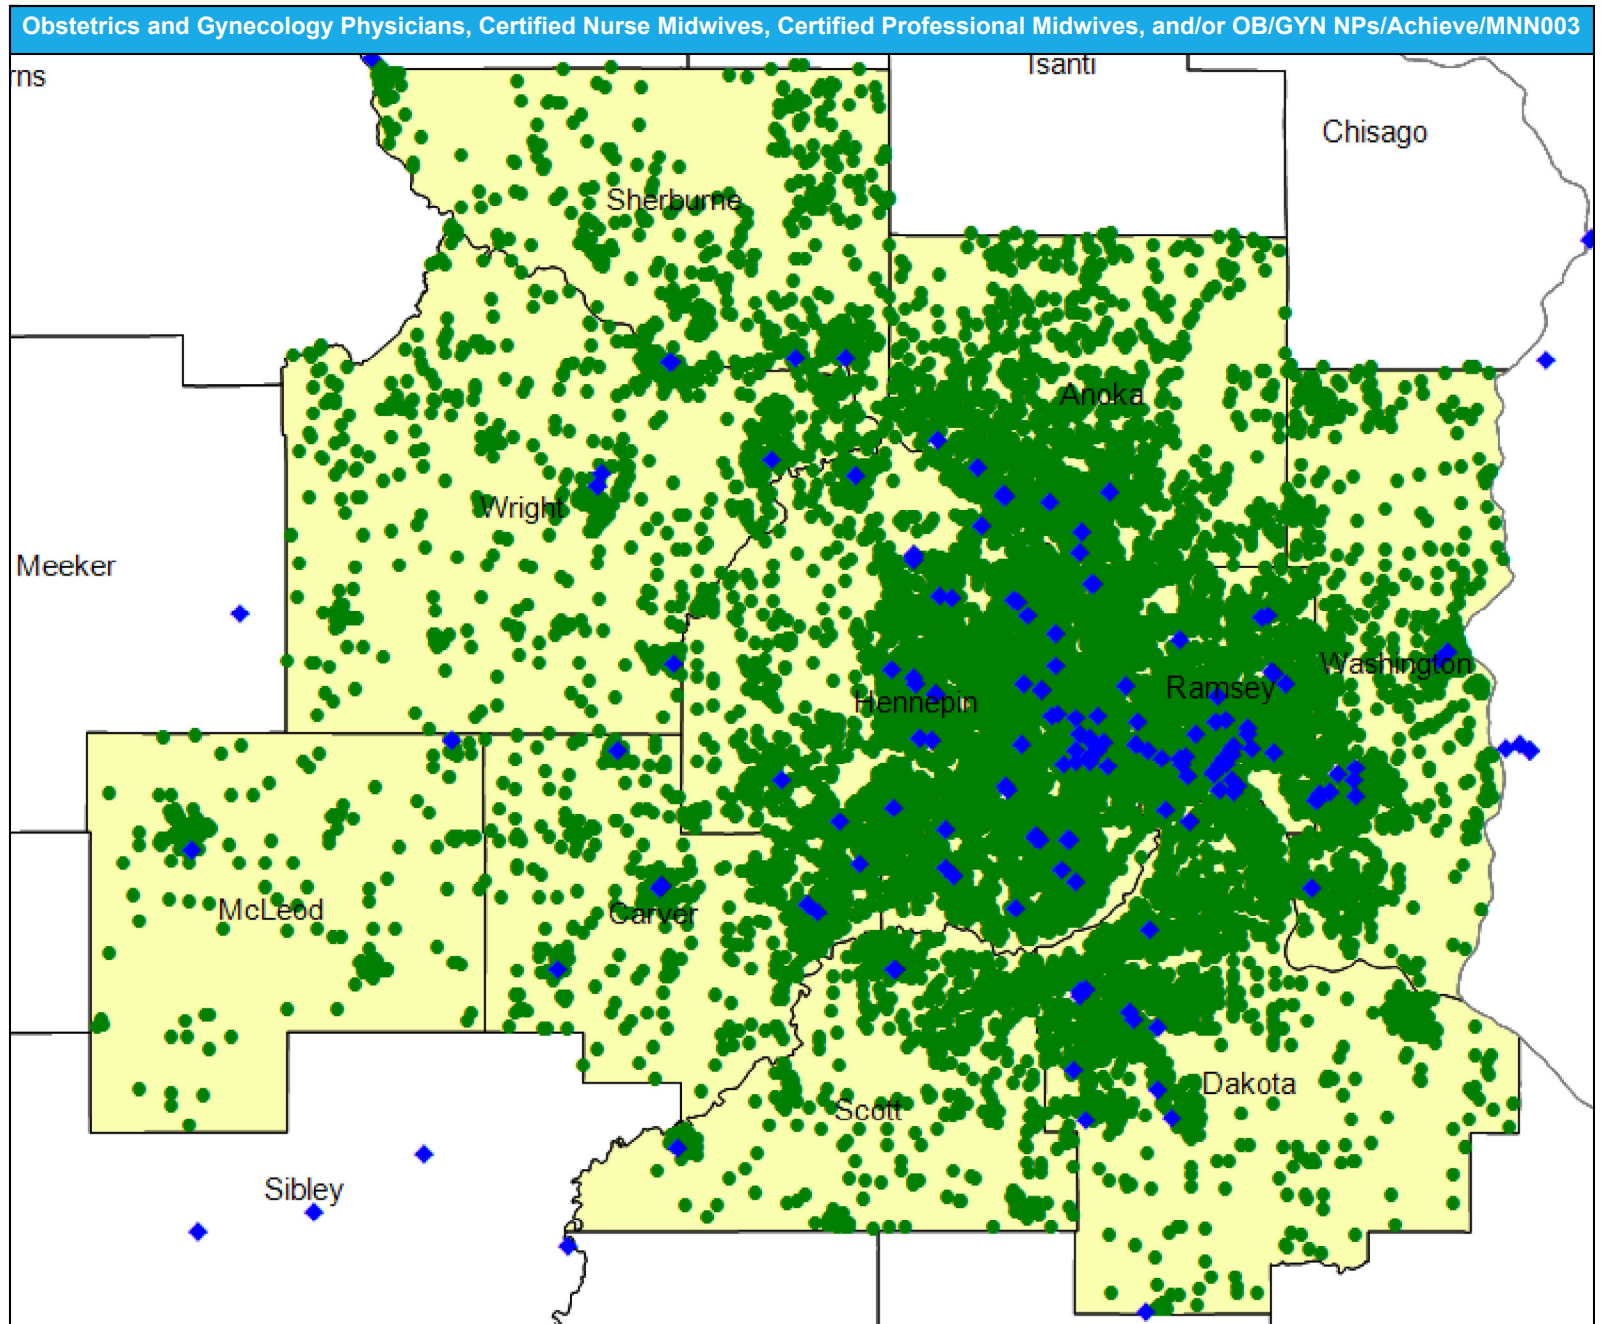 Obstetrics and Gynecology Physicians, Certified Nurse Midwives, Certified Professional Midwives, and/or OB/GYN NPs/Achieve/MNN003
rns
Isanti
Chisago
Sherburne
Anoka
Wright
Meeker
Washington
Hennepin
Ramsey
McLeod
Carver
Dakota
Scott
Sibley